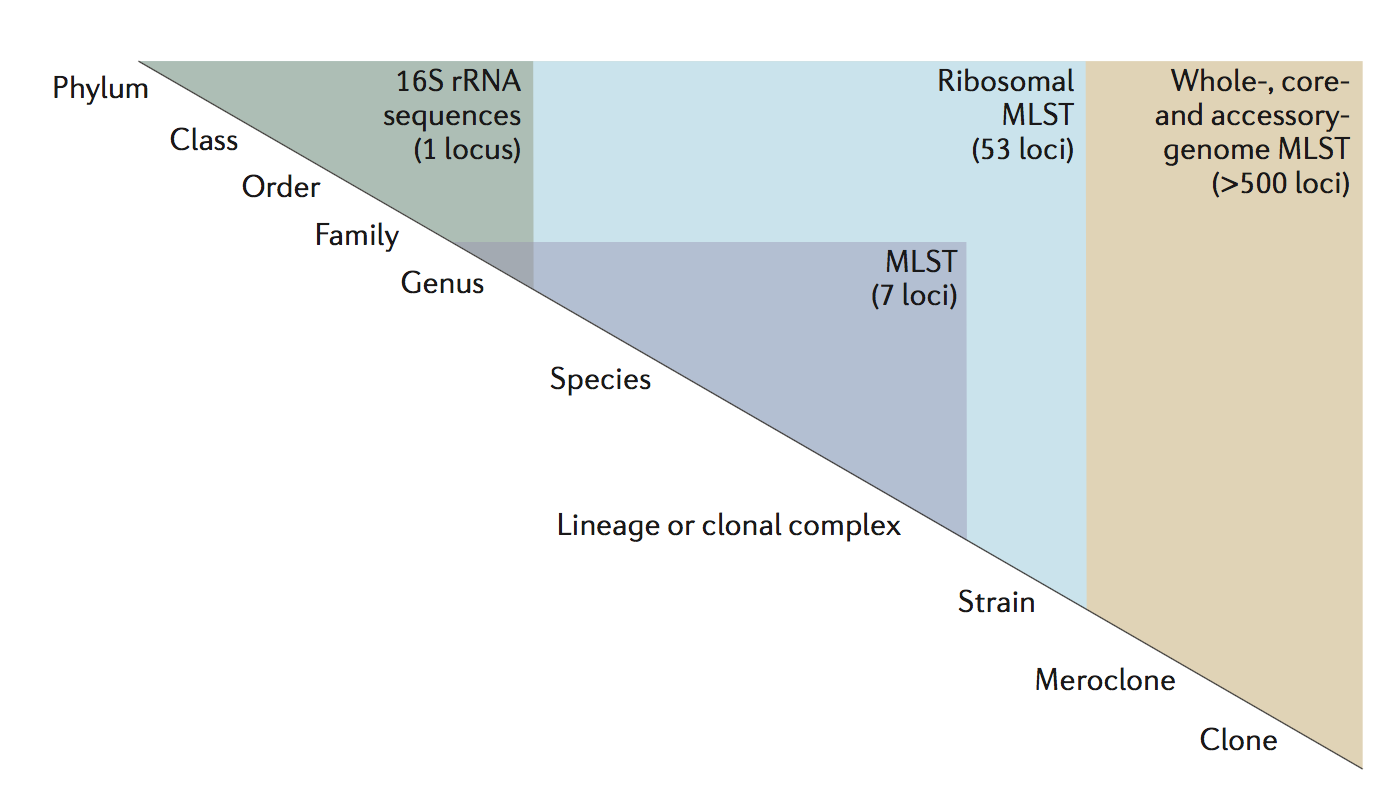 Phylum
Class
Order
Family
Genus
Species
Lineage or clonal complex
Strain
Meroclone
Clone
16S rRNA
sequences
(1 locus)
Ribosomal
MLST
(53 loci)
Whole-, core-
and accessory-
genome MLST
(>500 loci)
MLST
(7 loci)